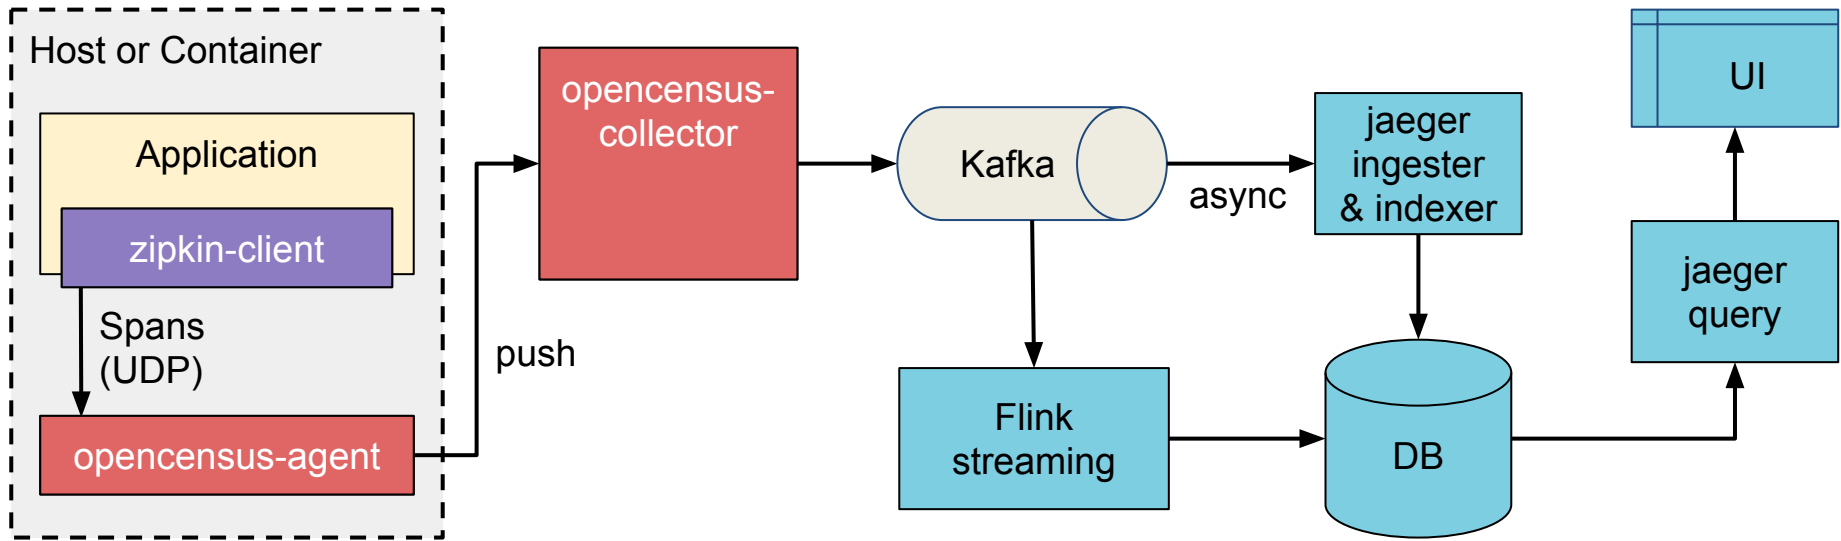 Host or Container
Application
zipkin-client
Spans
(UDP)
opencensus-agent
push
opencensus-
collector
Kafka
async
jaeger
ingester
& indexer
Flink
streaming
DB
jaeger
query
UI